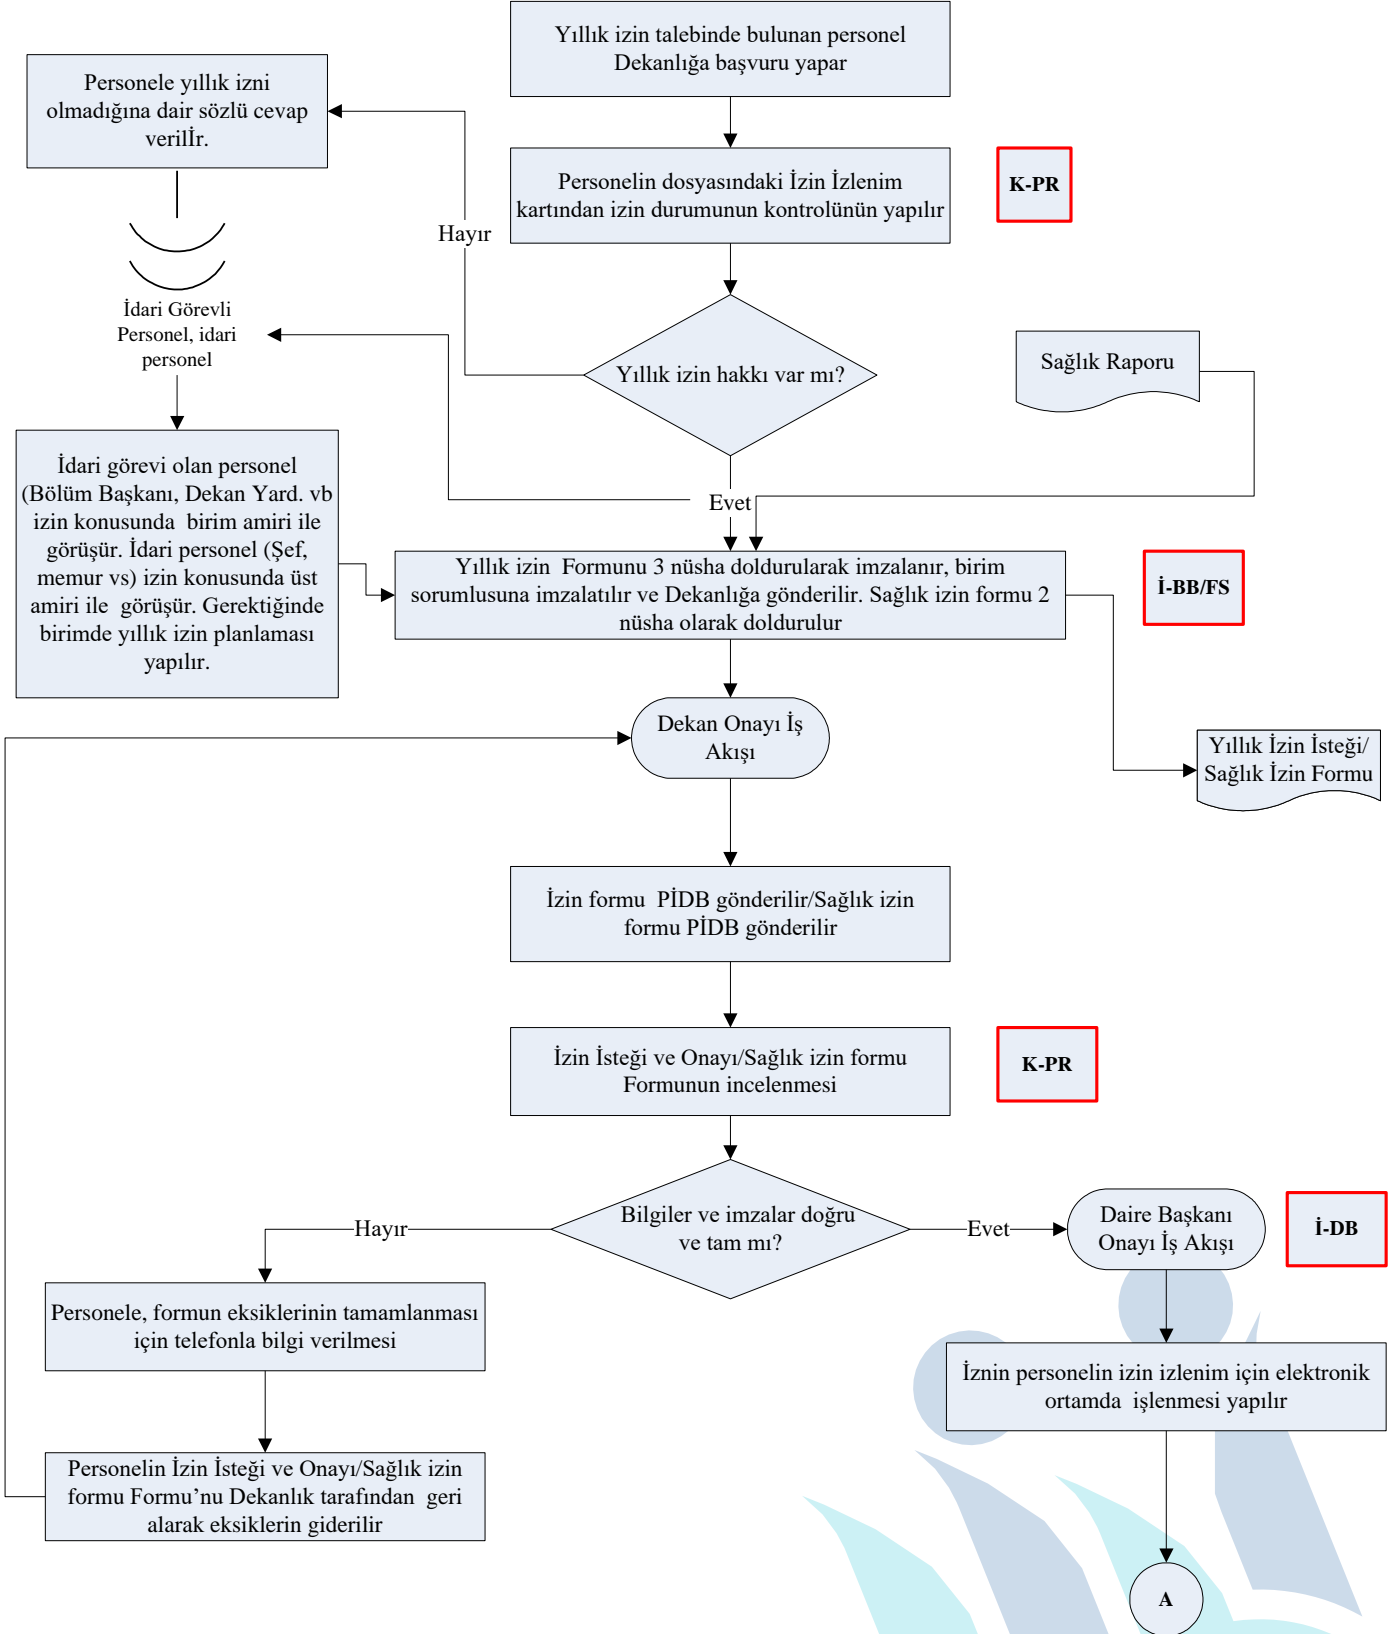 Yıllık izin talebinde bulunan personel
Dekanlığa başvuru yapar
Personele yıllık izni
olmadığına dair sözlü cevap
verilİr.
Personelin dosyasındaki İzin İzlenim
kartından izin durumunun kontrolünün yapılır
K-PR
Hayır
İdari Görevli
Personel, idari
personel
Yıllık izin hakkı var mı?
Sağlık Raporu
İdari görevi olan personel
(Bölüm Başkanı, Dekan Yard. vb
izin konusunda  birim amiri ile
görüşür. İdari personel (Şef,
memur vs) izin konusunda üst
amiri ile  görüşür. Gerektiğinde
birimde yıllık izin planlaması
yapılır.
Evet
Yıllık izin  Formunu 3 nüsha doldurularak imzalanır, birim
sorumlusuna imzalatılır ve Dekanlığa gönderilir. Sağlık izin formu 2
nüsha olarak doldurulur
İ-BB/FS
Dekan Onayı İş
Akışı
Yıllık İzin İsteği/
Sağlık İzin Formu
İzin formu  PİDB gönderilir/Sağlık izin
formu PİDB gönderilir
İzin İsteği ve Onayı/Sağlık izin formu
Formunun incelenmesi
K-PR
Bilgiler ve imzalar doğru
ve tam mı?
Hayır
Evet
Daire Başkanı
Onayı İş Akışı
İ-DB
Personele, formun eksiklerinin tamamlanması
için telefonla bilgi verilmesi
İznin personelin izin izlenim için elektronik
ortamda  işlenmesi yapılır
Personelin İzin İsteği ve Onayı/Sağlık izin
formu Formu’nu Dekanlık tarafından  geri
alarak eksiklerin giderilir
A